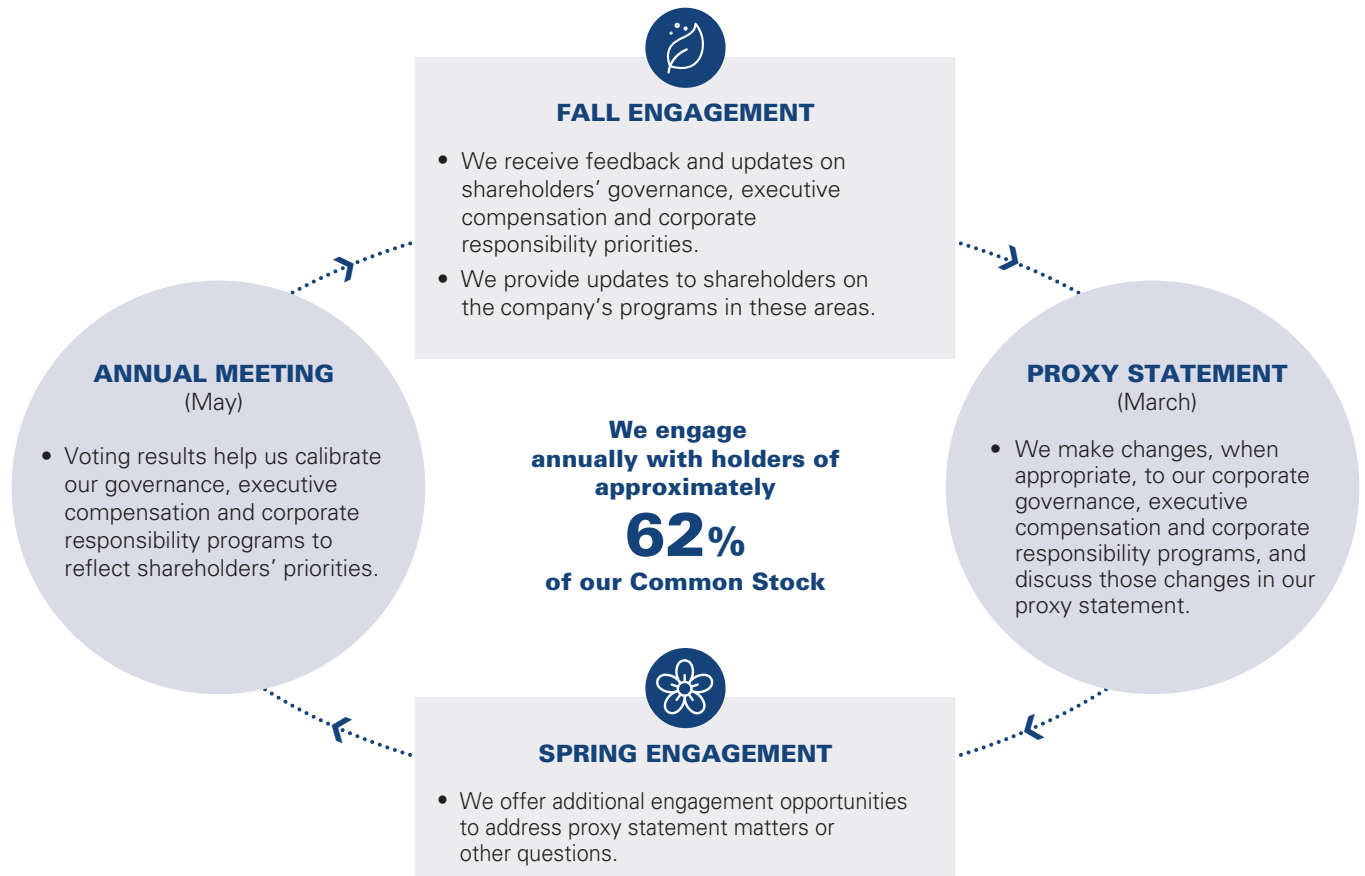 FALL ENGAGEMENT
• We receive feedback and updates on
shareholders’ governance, executive
compensation and corporate
responsibility priorities.
• We provide updates to shareholders on
the company’s programs in these areas.
PROXY STATEMENT
(March)
• We make changes, when
appropriate, to our corporate
governance, executive
compensation and corporate
responsibility programs, and
discuss those changes in our
proxy statement.
SPRING ENGAGEMENT
• We offer additional engagement opportunities
to address proxy statement matters or
other questions.
ANNUAL MEETING
(May)
• Voting results help us calibrate
our governance, executive
compensation and corporate
responsibility programs to
reflect shareholders’ priorities.
We engage
annually with holders of
approximately
62%
of our Common Stock